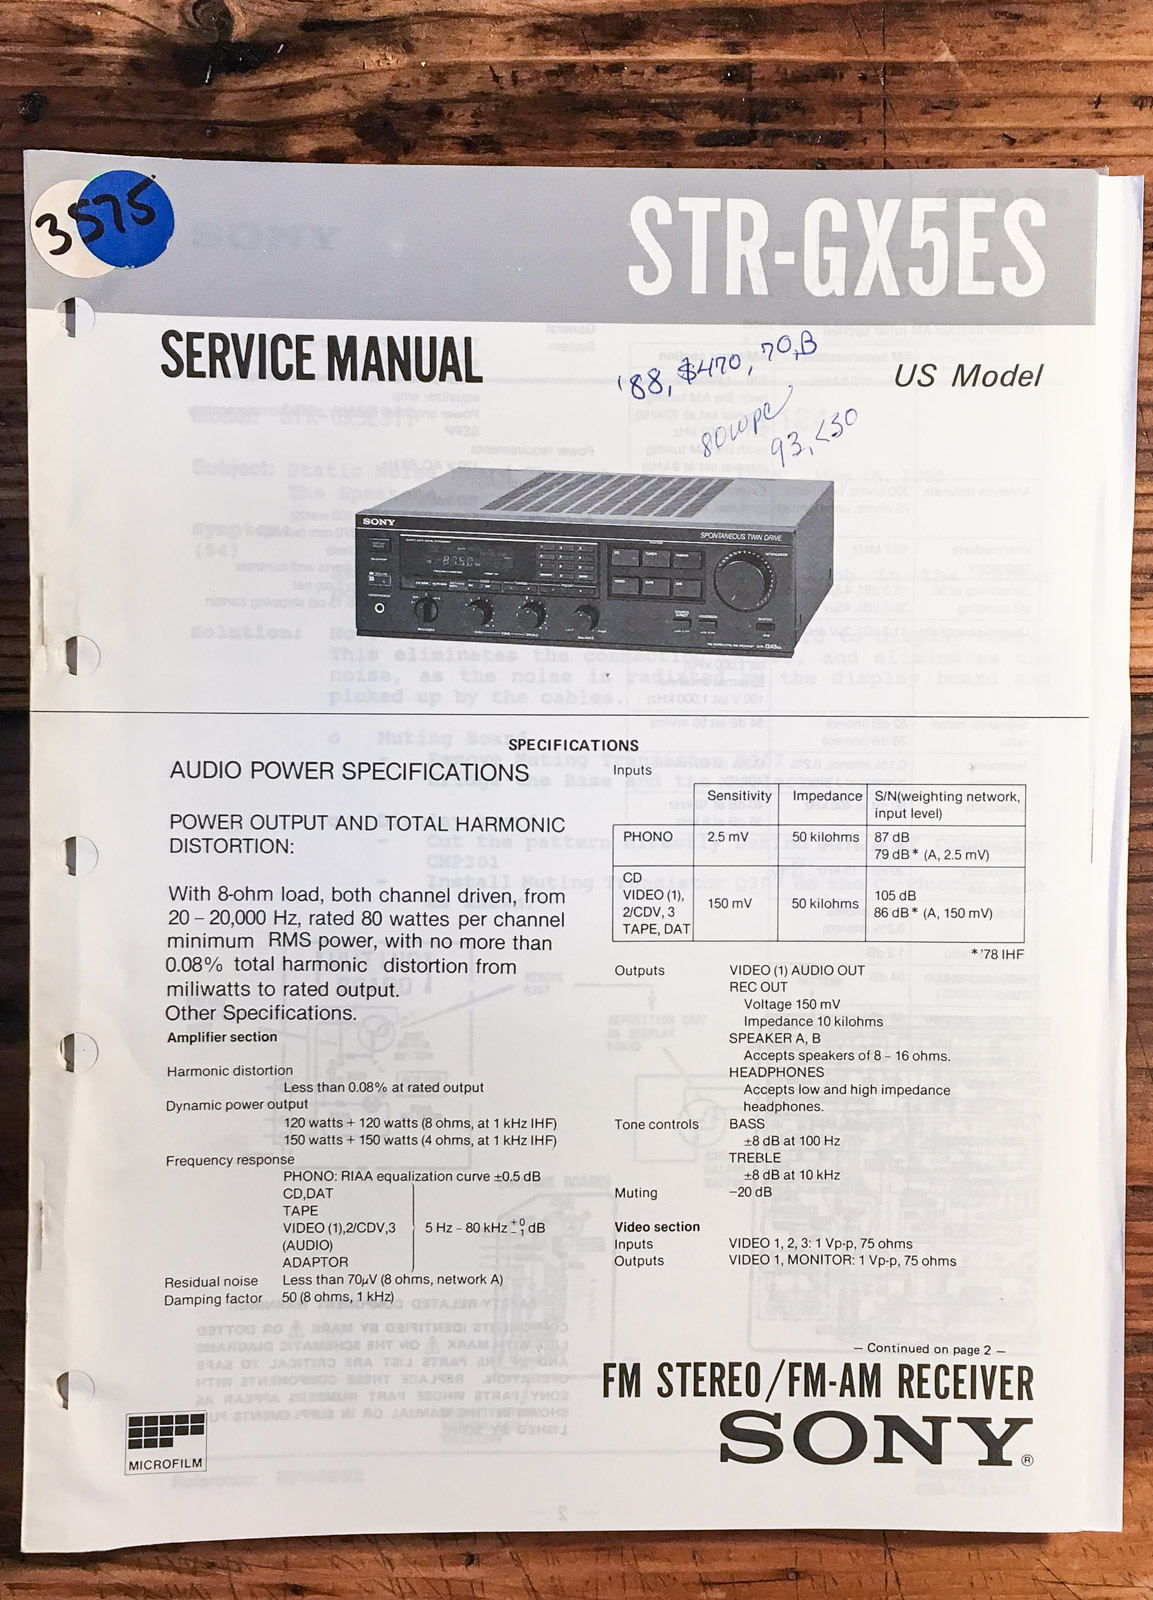 3575
STR-GX5ES
SERVICE MANUAL
'88, $470, 70,B
US Model
80wpc
93, <30
SONY
SPONTANEOUS TWIN DRIVE
SPECIFICATIONS
AUDIO POWER SPECIFICATIONS
POWER OUTPUT AND TOTAL HARMONIC
DISTORTION:
With 8-ohm load, both channel driven, from
20 – 20,000 Hz, rated 80 wattes per channel
minimum RMS power, with no more than
0.08% total harmonic distortion from
miliwatts to rated output.
Other Specifications.
Amplifier section
Harmonic distortion
Less than 0.08% at rated output
Dynamic power output
120 watts + 120 watts (8 ohms, at 1 kHz IHF)
150 watts + 150 watts (4 ohms, at 1 kHz IHF)
Frequency response
PHONO: RIAA equalization curve ±0.5 dB
CD,DAT
TAPE
VIDEO (1),2/CDV,3 5 Hz – 80 kHz +0 −1 dB
(AUDIO)
ADAPTOR
Residual noise Less than 70µV (8 ohms, network A)
Damping factor 50 (8 ohms, 1 kHz)
Inputs
Sensitivity Impedance S/N(weighting network, input level)
PHONO 2.5 mV 50 kilohms 87 dB
79 dB* (A, 2.5 mV)
CD
VIDEO (1),
2/CDV, 3
TAPE, DAT
150 mV 50 kilohms 105 dB
86 dB* (A, 150 mV)
*'78 IHF
Outputs VIDEO (1) AUDIO OUT
REC OUT
Voltage 150 mV
Impedance 10 kilohms
SPEAKER A, B
Accepts speakers of 8 – 16 ohms.
HEADPHONES
Accepts low and high impedance
headphones.
Tone controls BASS
±8 dB at 100 Hz
TREBLE
±8 dB at 10 kHz
Muting −20 dB
Video section
Inputs VIDEO 1, 2, 3: 1 Vp-p, 75 ohms
Outputs VIDEO 1, MONITOR: 1 Vp-p, 75 ohms
— Continued on page 2 —
FM STEREO/FM-AM RECEIVER
SONY®
MICROFILM